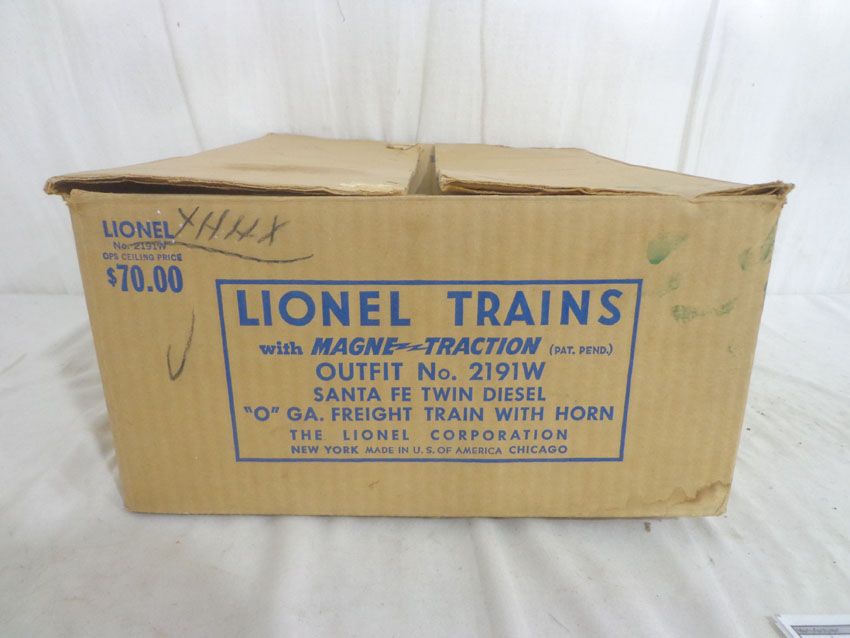 LIONEL XHHX
No. 2191W
OPS CEILING PRICE
$70.00
LIONEL TRAINS
with MAGNE-TRACTION (PAT. PEND.)
OUTFIT No. 2191W
SANTA FE TWIN DIESEL
"O" GA. FREIGHT TRAIN WITH HORN
THE LIONEL CORPORATION
NEW YORK MADE IN U. S. OF AMERICA CHICAGO